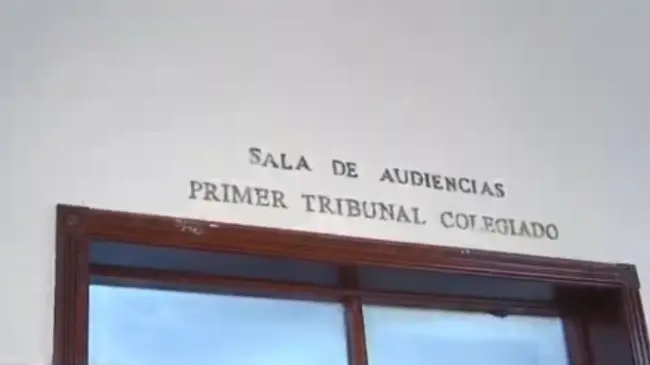 SALA DE AUDIENCIAS
PRIMER TRIBUNAL COLEGIADO